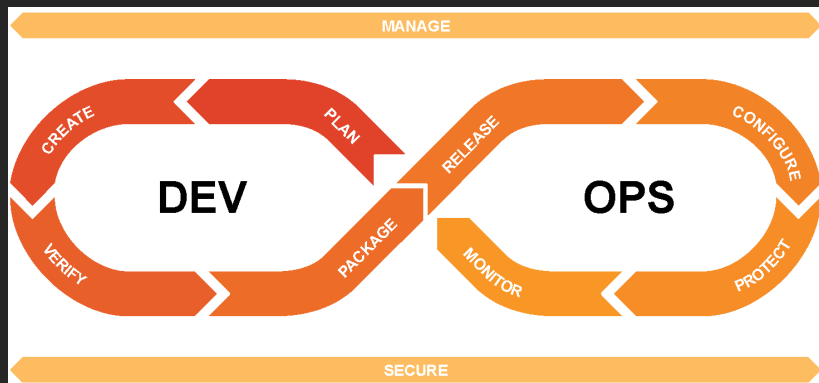 MANAGE
PLAN
CREATE
VERIFY
PACKAGE
DEV
RELEASE
CONFIGURE
PROTECT
MONITOR
OPS
SECURE